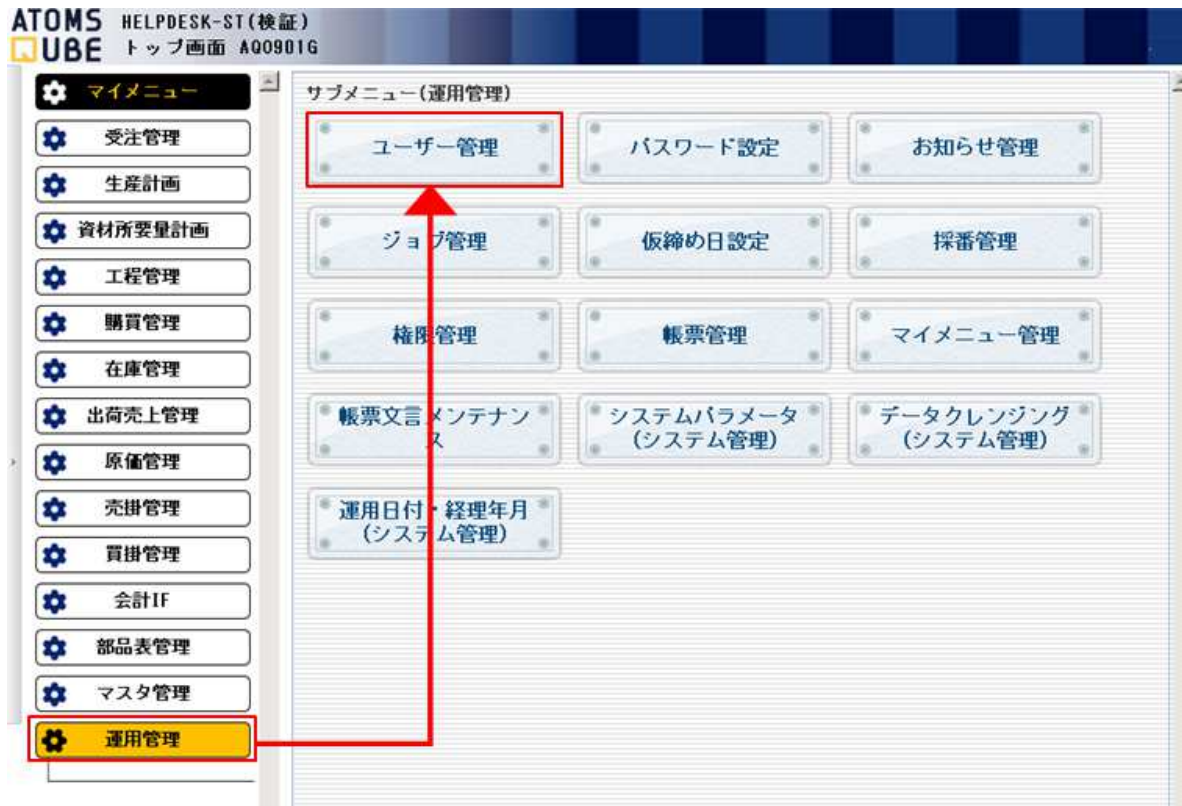 ATOMS HELPDESK-ST(検証)
QUBE トップ画面 AQ0901G
マイメニュー
受注管理
生産計画
資材所要量計画
工程管理
購買管理
在庫管理
出荷売上管理
原価管理
売掛管理
買掛管理
会計IF
部品表管理
マスタ管理
運用管理
サブメニュー(運用管理)
ユーザー管理
パスワード設定
お知らせ管理
ジョブ管理
仮締め日設定
採番管理
権限管理
帳票管理
マイメニュー管理
帳票文言メンテナン
ス
システムパラメータ
(システム管理)
データクレンジング
(システム管理)
運用日付・経理年月
(システム管理)